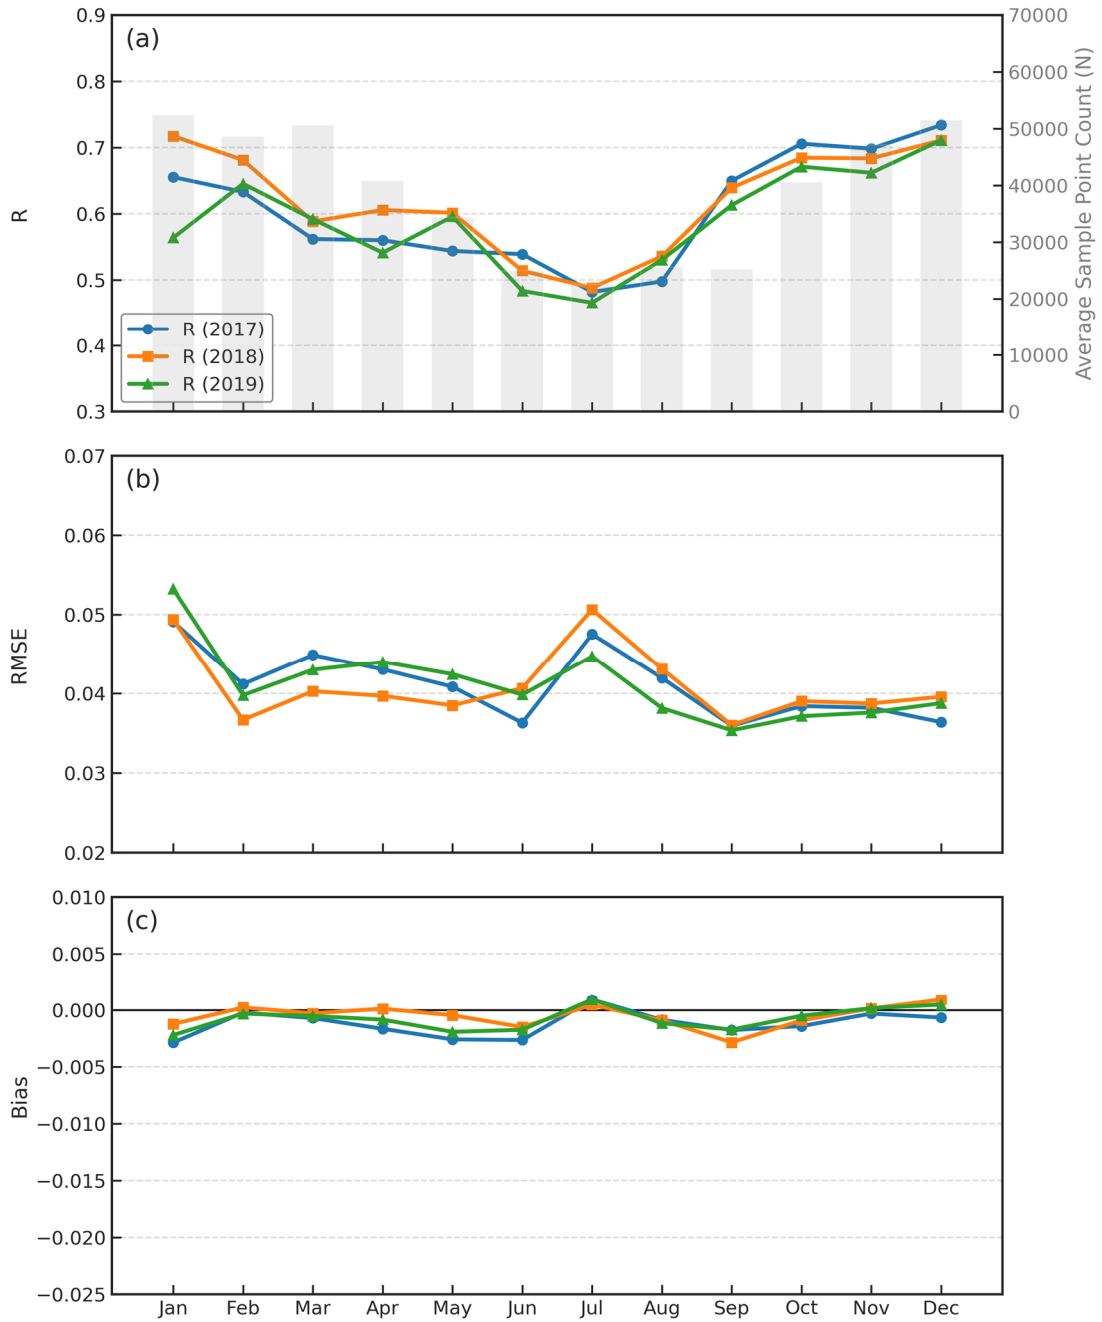 (a)
R
0.9
0.8
0.7
0.6
0.5
0.4
0.3
70000
60000
50000
40000
30000
20000
10000
0
Average Sample Point Count (N)
R (2017)
R (2018)
R (2019)
(b)
RMSE
0.07
0.06
0.05
0.04
0.03
0.02
(c)
Bias
0.010
0.005
0.000
−0.005
−0.010
−0.015
−0.020
−0.025
Jan Feb Mar Apr May Jun Jul Aug Sep Oct Nov Dec